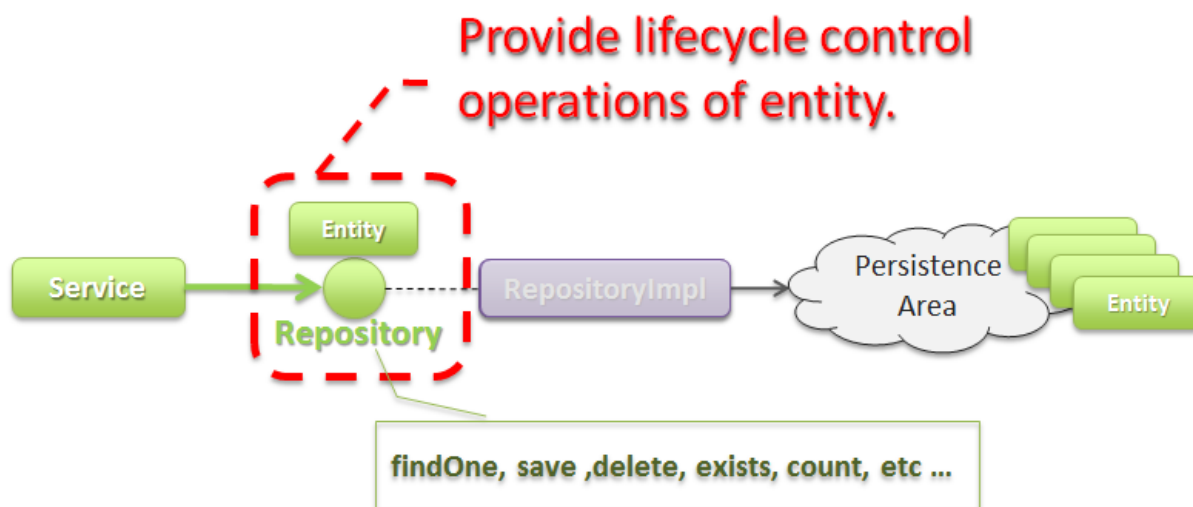 Provide lifecycle control
operations of entity.
Entity
Service
RepositoryImpl
Persistence
Area
Entity
Repository
findOne, save ,delete, exists, count, etc ...